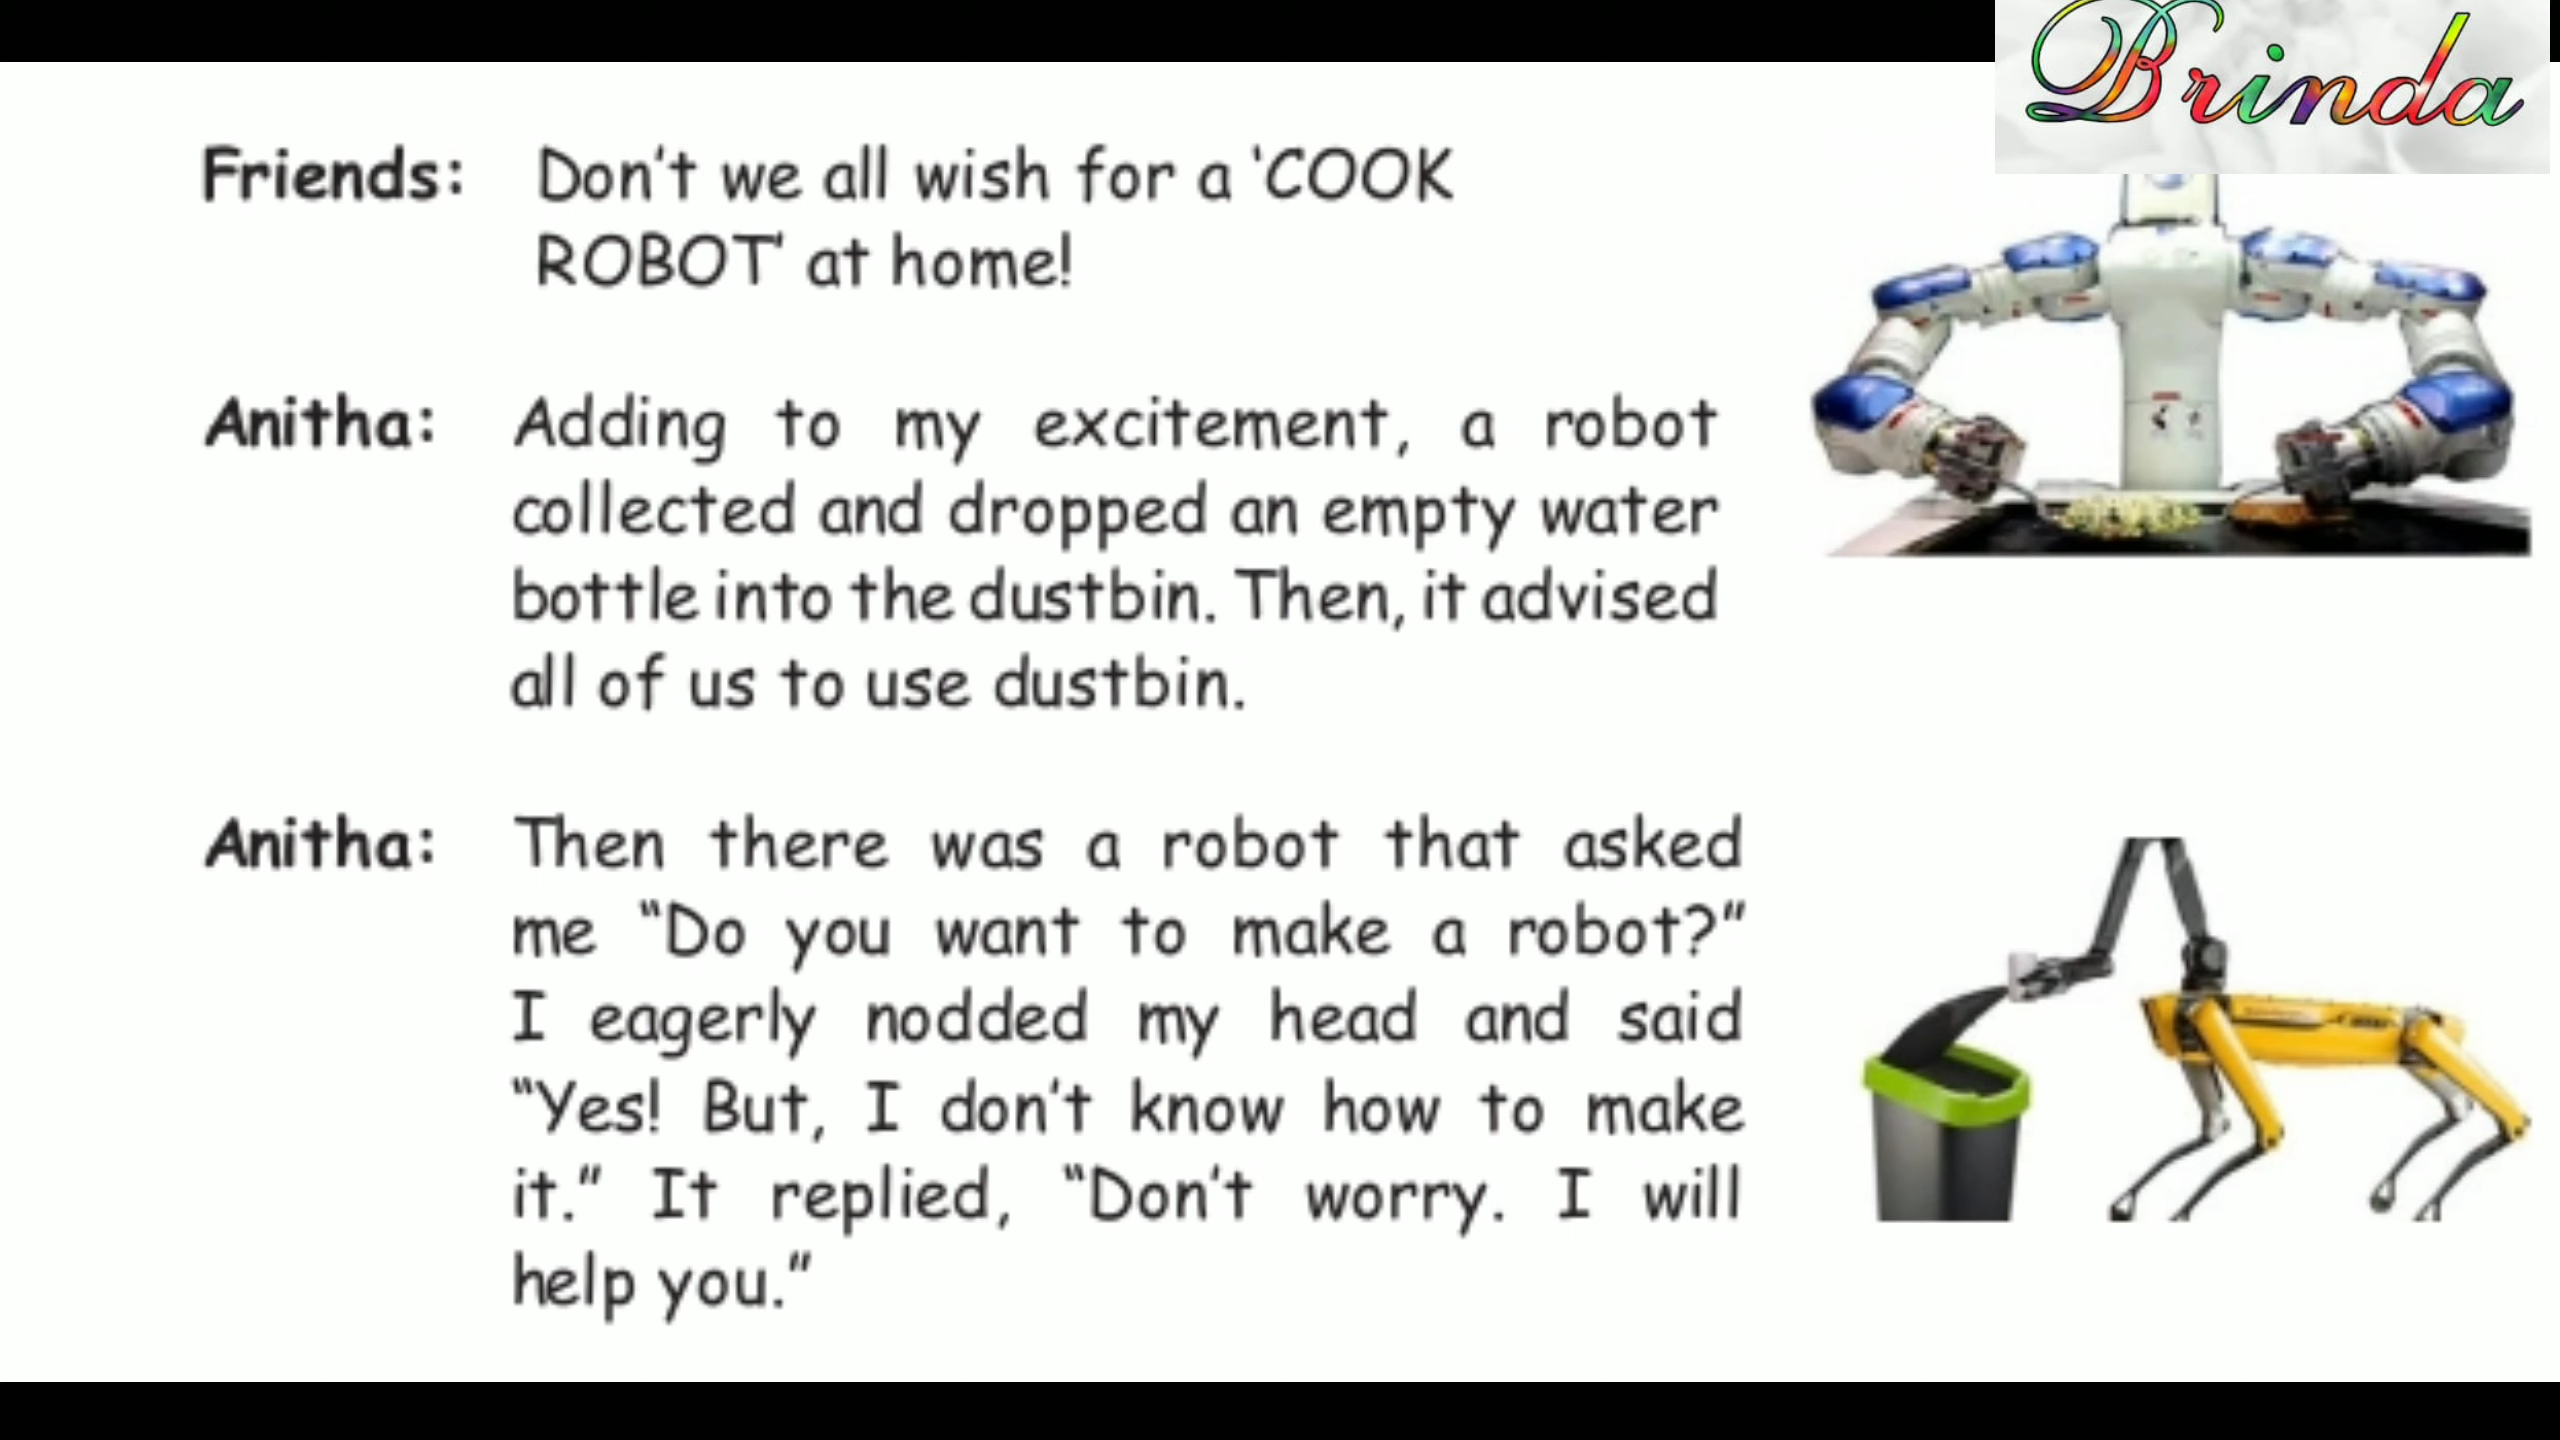 Brinda
Friends: Don't we all wish for a ‘COOK
ROBOT’ at home!
Anitha: Adding to my excitement, a robot
collected and dropped an empty water
bottle into the dustbin. Then, it advised
all of us to use dustbin.
Anitha: Then there was a robot that asked
me “Do you want to make a robot?”
I eagerly nodded my head and said
“Yes! But, I don't know how to make
it.” It replied, “Don't worry. I will
help you.”